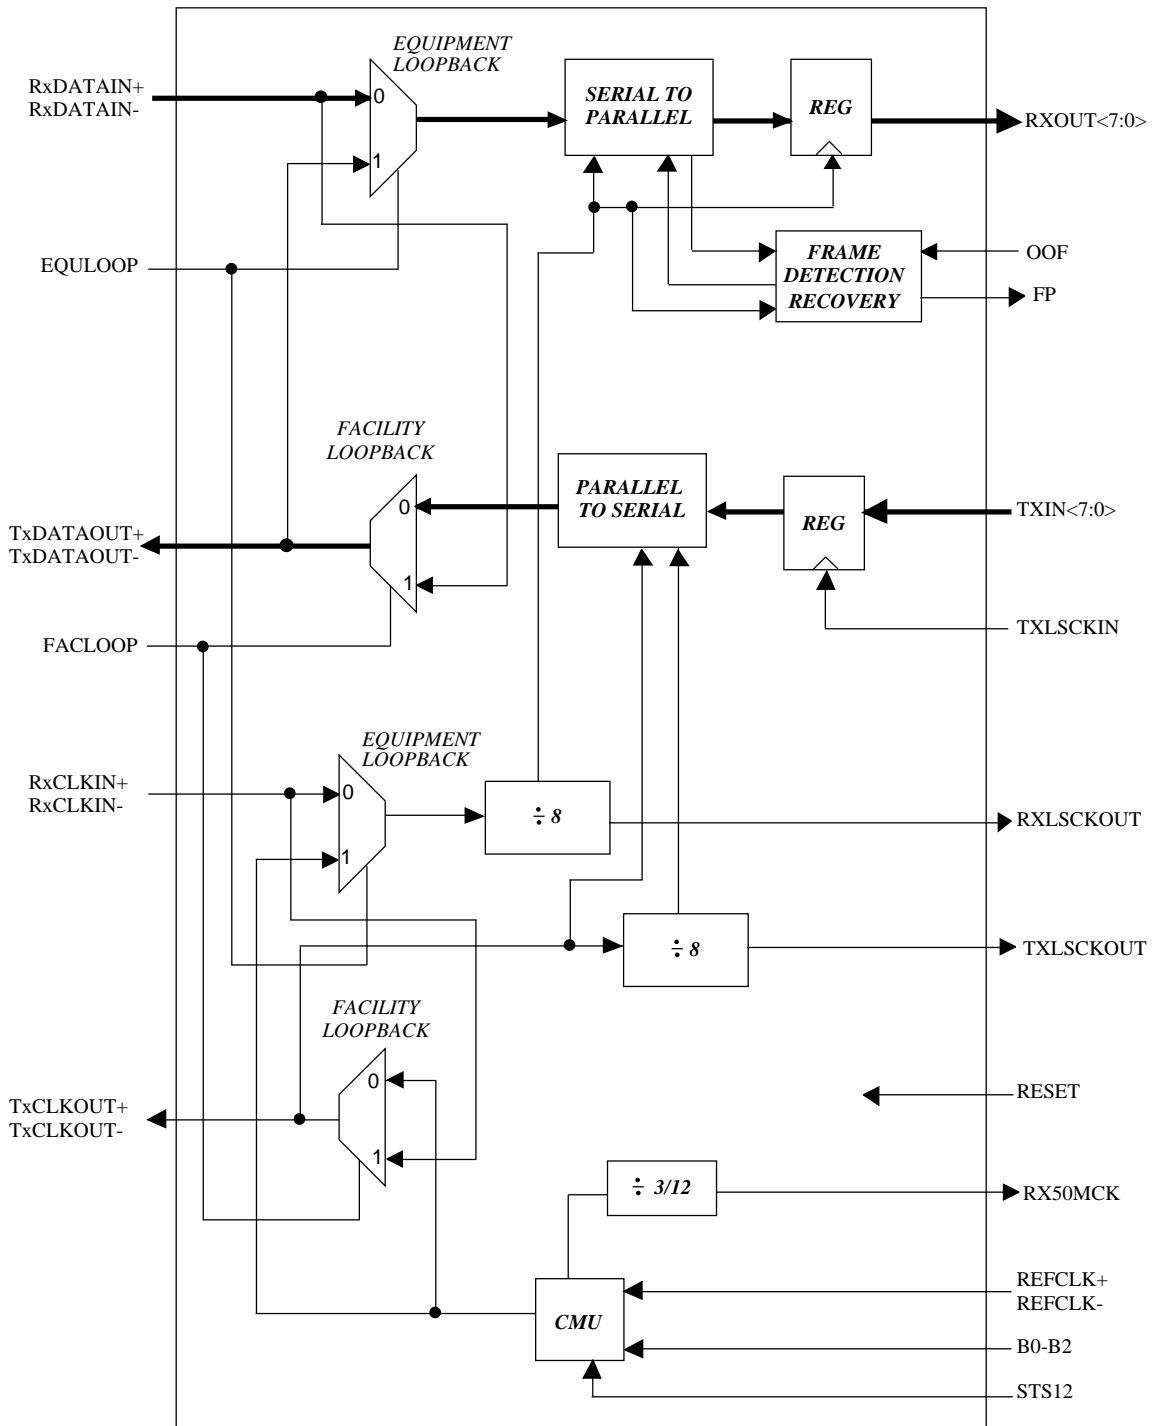 EQUIPMENT
LOOPBACK
RxDATAIN+
RxDATAIN-
0
1
SERIAL TO
PARALLEL
REG
RXOUT<7:0>
EQULOOP
FRAME
DETECTION
RECOVERY
OOF
FP
FACILITY
LOOPBACK
TxDATAOUT+
TxDATAOUT-
0
1
PARALLEL
TO SERIAL
REG
TXIN<7:0>
TXLSCKIN
FACLOOP
EQUIPMENT
LOOPBACK
RxCLKIN+
RxCLKIN-
0
1
÷ 8
RXLSCKOUT
÷ 8
TXLSCKOUT
FACILITY
LOOPBACK
TxCLKOUT+
TxCLKOUT-
0
1
RESET
÷ 3/12
RX50MCK
CMU
REFCLK+
REFCLK-
B0-B2
STS12